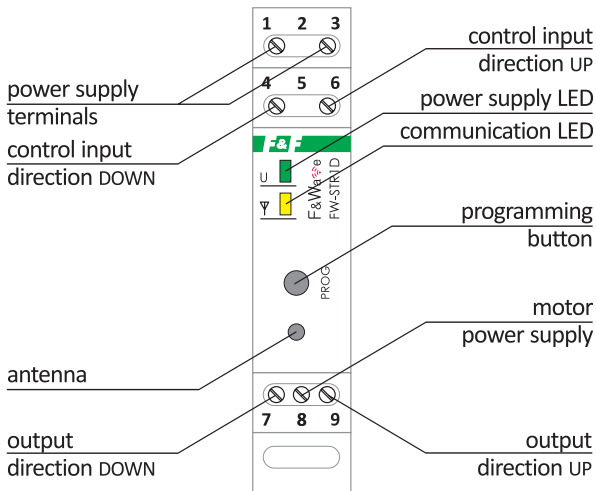 1 2 3
4 5 6
power supply
terminals
control input
direction DOWN
control input
direction UP
power supply LED
communication LED
F&F
U
F&Wave
FW-STR1D
programming
button
PROG
motor
power supply
antenna
7 8 9
output
direction DOWN
output
direction UP